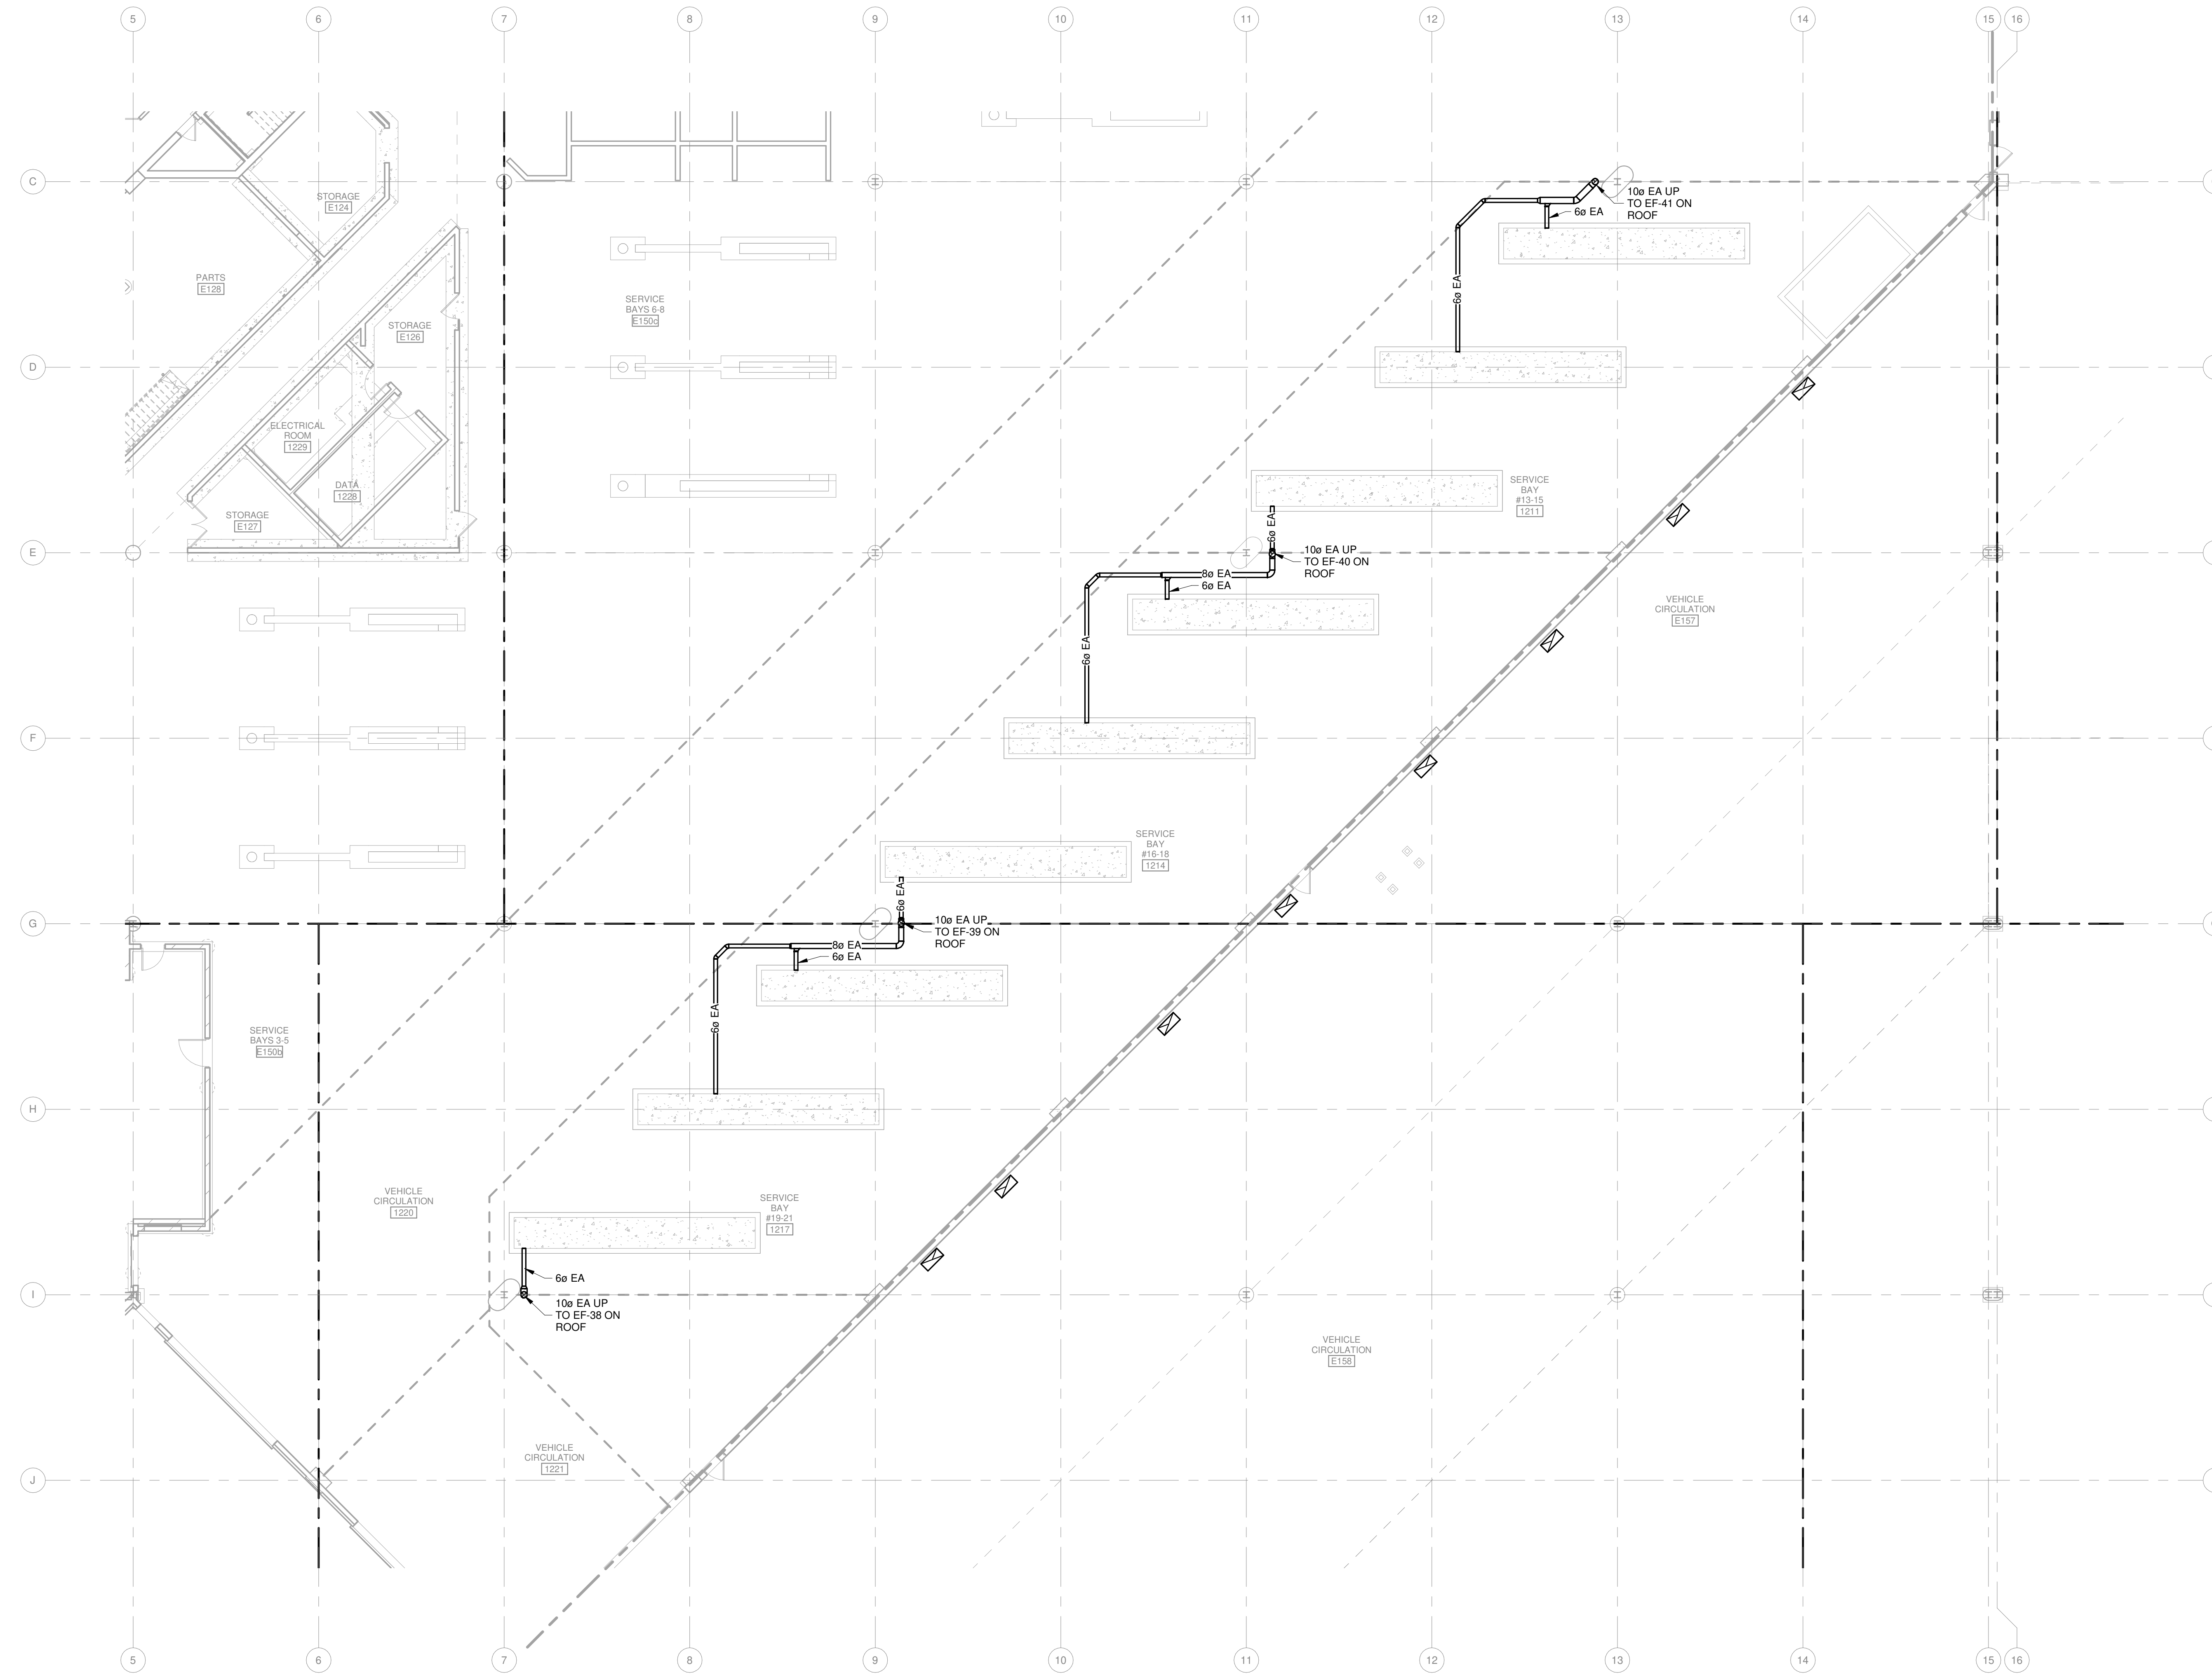 5
6
7
8
9
10
11
12
13
14
15
16
C
10ø EA UP
TO EF-41 ON
ROOF
6ø EA
STORAGE
E124
PARTS
E128
SERVICE
BAYS 6-8
E150c
6ø EA
STORAGE
E126
D
ELECTRICAL
ROOM
1229
DATA
1228
STORAGE
E127
SERVICE
BAY
#13-15
1211
6ø EA
E
10ø EA UP
TO EF-40 ON
ROOF
8ø EA
6ø EA
6ø EA
VEHICLE
CIRCULATION
E157
F
SERVICE
BAY
#16-18
1214
6ø EA
G
10ø EA UP
TO EF-39 ON
ROOF
8ø EA
6ø EA
6ø EA
SERVICE
BAYS 3-5
E150b
H
VEHICLE
CIRCULATION
1220
SERVICE
BAY
#19-21
1217
6ø EA
I
10ø EA UP
TO EF-38 ON
ROOF
VEHICLE
CIRCULATION
E158
VEHICLE
CIRCULATION
1221
J
5
6
7
8
9
10
11
12
13
14
15
16